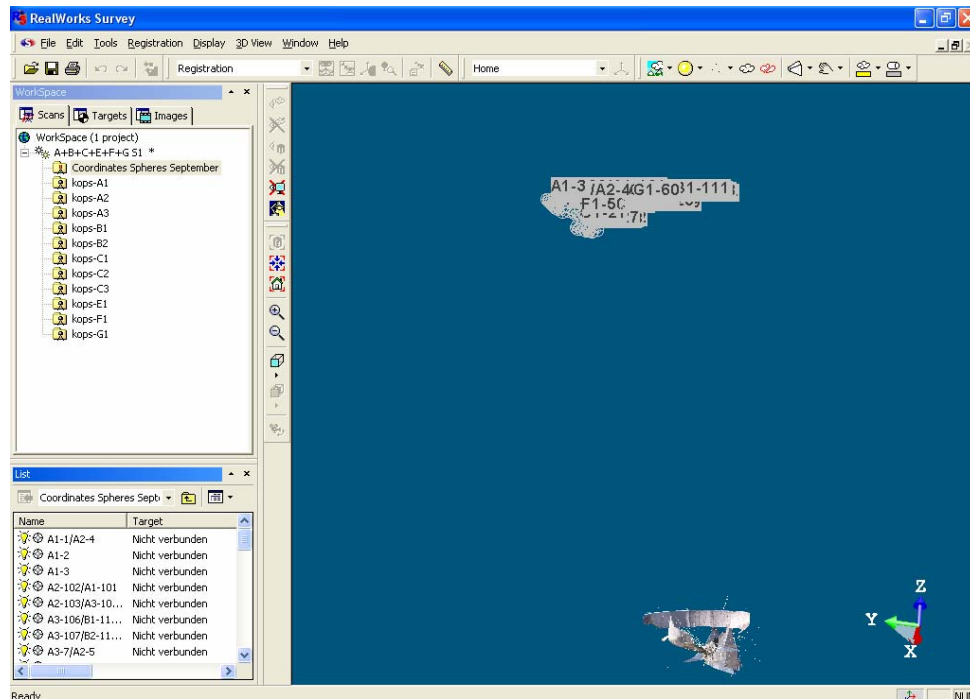 RealWorks Survey
File Edit Tools Registration Display 3D View Window Help
Registration
Home
WorkSpace
Scans Targets Images
WorkSpace (1 project)
A+B+C+E+F+G S1 *
Coordinates Spheres September
kops-A1
kops-A2
kops-A3
kops-B1
kops-B2
kops-C1
kops-C2
kops-C3
kops-E1
kops-F1
kops-G1
A1-3
G1-60
List
Coordinates Spheres Sept
Name Target
A1-1/A2-4 Nicht verbunden
A1-2 Nicht verbunden
A1-3 Nicht verbunden
A2-102/A1-101 Nicht verbunden
A2-103/A3-10... Nicht verbunden
A3-106/B1-11... Nicht verbunden
A3-107/B2-11... Nicht verbunden
A3-7/A2-5 Nicht verbunden
Z
Y
X
Ready